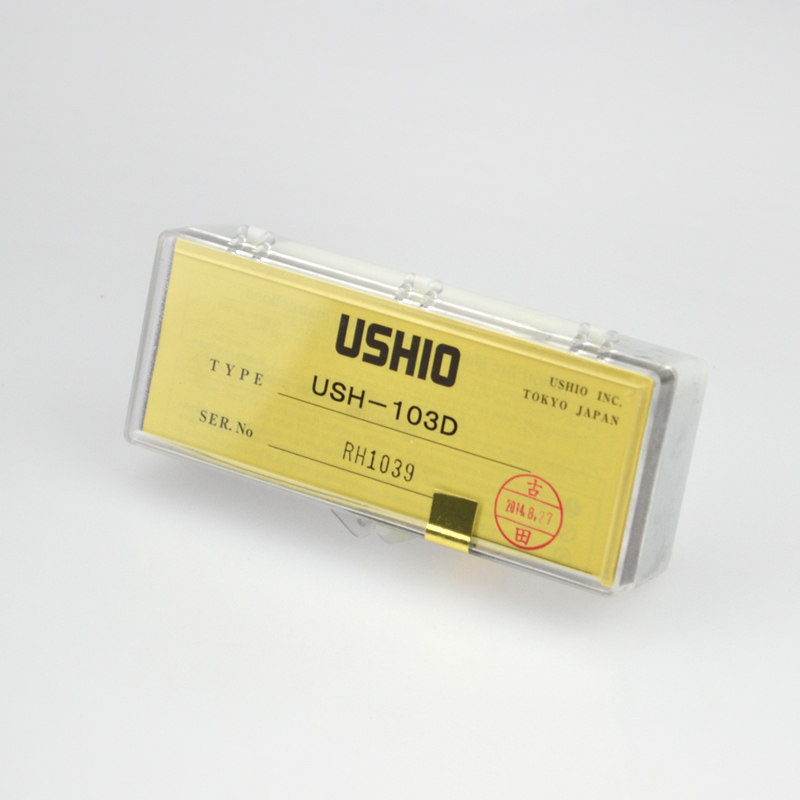 USHIO
TYPE USH-103D
USHIO INC.
TOKYO JAPAN
SER.No RH1039
古
2014.8.27
田